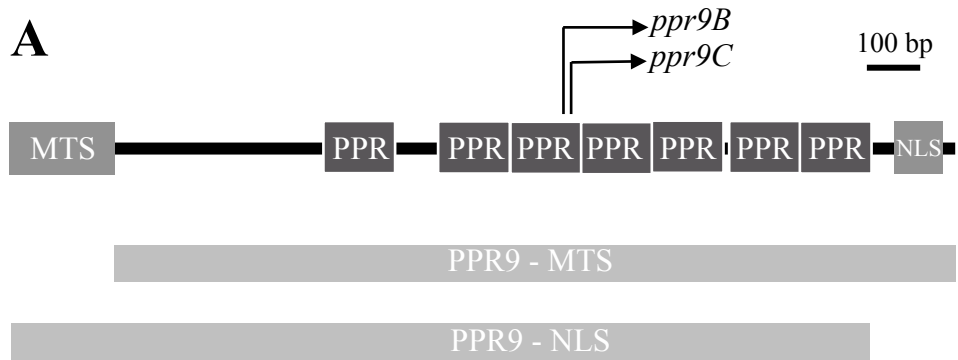 A
ppr9B
ppr9C
100 bp
MTS PPR PPR PPR PPR PPR PPR PPR NLS
PPR9 - MTS
PPR9 - NLS